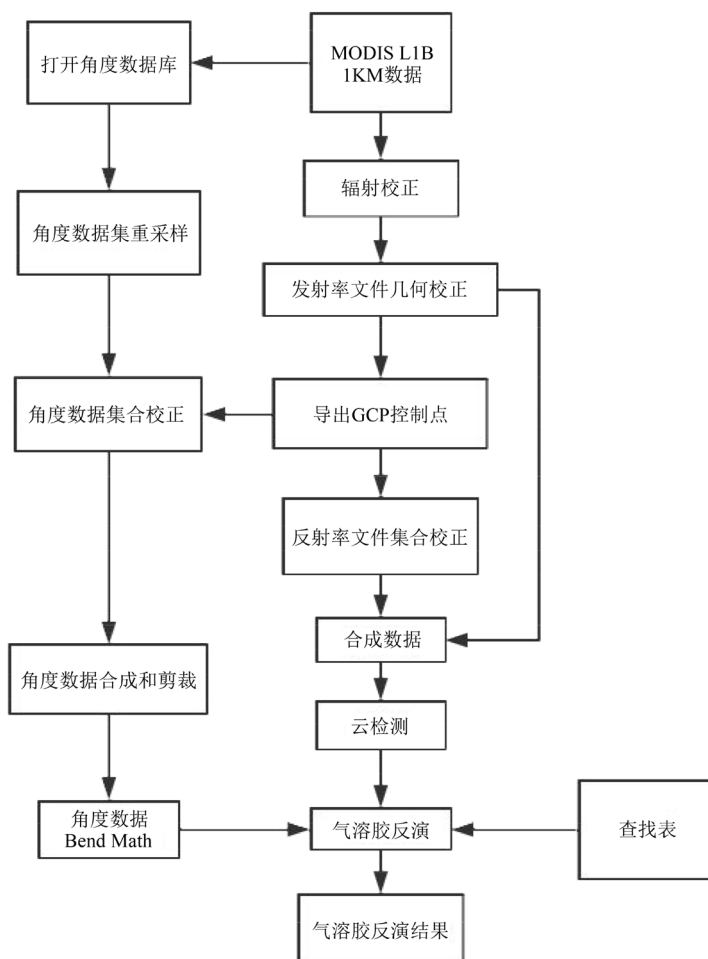 打开角度数据库
MODIS L1B
1KM数据
辐射校正
角度数据集重采样
发射率文件几何校正
角度数据集合校正
导出GCP控制点
反射率文件集合校正
合成数据
角度数据合成和剪裁
云检测
角度数据
Bend Math
气溶胶反演
查找表
气溶胶反演结果